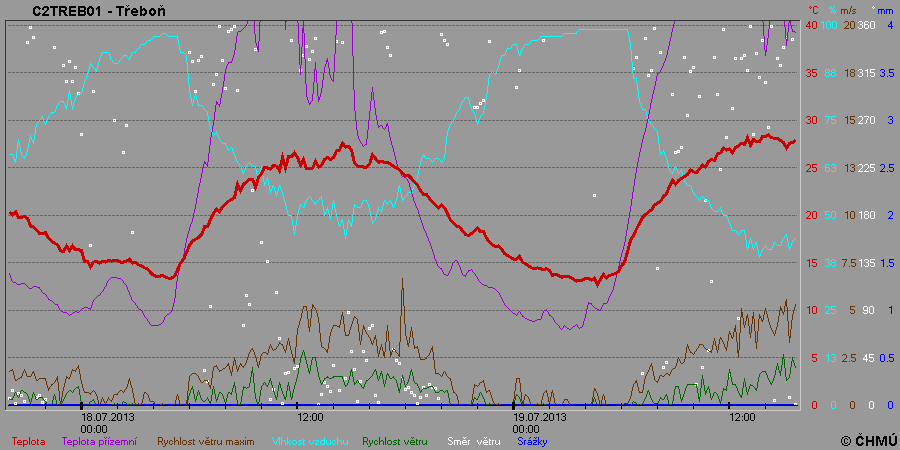 C2TREB01 - Třeboň
°C % m/s ° mm
40 100 20 360 4
35 88 18 315 3.5
30 75 15 270 3
25 63 13 225 2.5
20 50 10 180 2
15 38 7.5 135 1.5
10 25 5 90 1
5 13 2.5 45 0.5
0 0 0 0 0
18.07.2013 12:00 19.07.2013 12:00
00:00 00:00
Teplota Teplota přízemní Rychlost větru maxim Vlhkost vzduchu Rychlost větru Směr větru Srážky © ČHMÚ